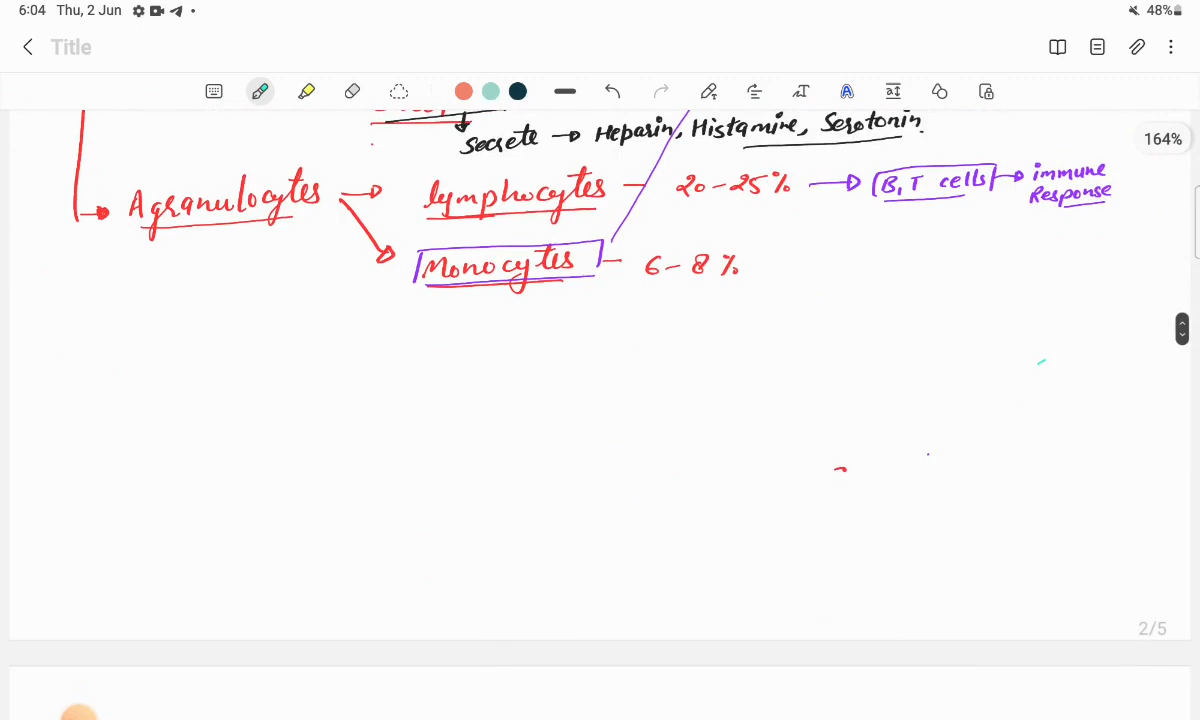 6:04 Thu, 2 Jun
48%
Title
164%
Secrete → Heparin, Histamine, Serotonin.
Agranulocytes → lymphocytes – 20-25% → B, T cells → immune Response
Monocytes – 6-8%
2/5